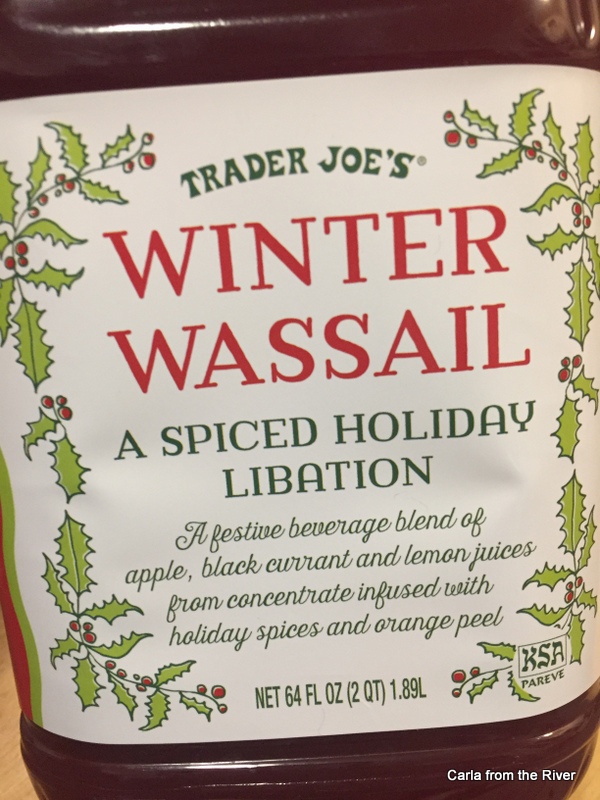 TRADER JOE'S®
WINTER
WASSAIL
A SPICED HOLIDAY
LIBATION
A festive beverage blend of
apple, black currant and lemon juices
from concentrate infused with
holiday spices and orange peel
KSA
PAREVE
NET 64 FL OZ (2 QT) 1.89L
Carla from the River